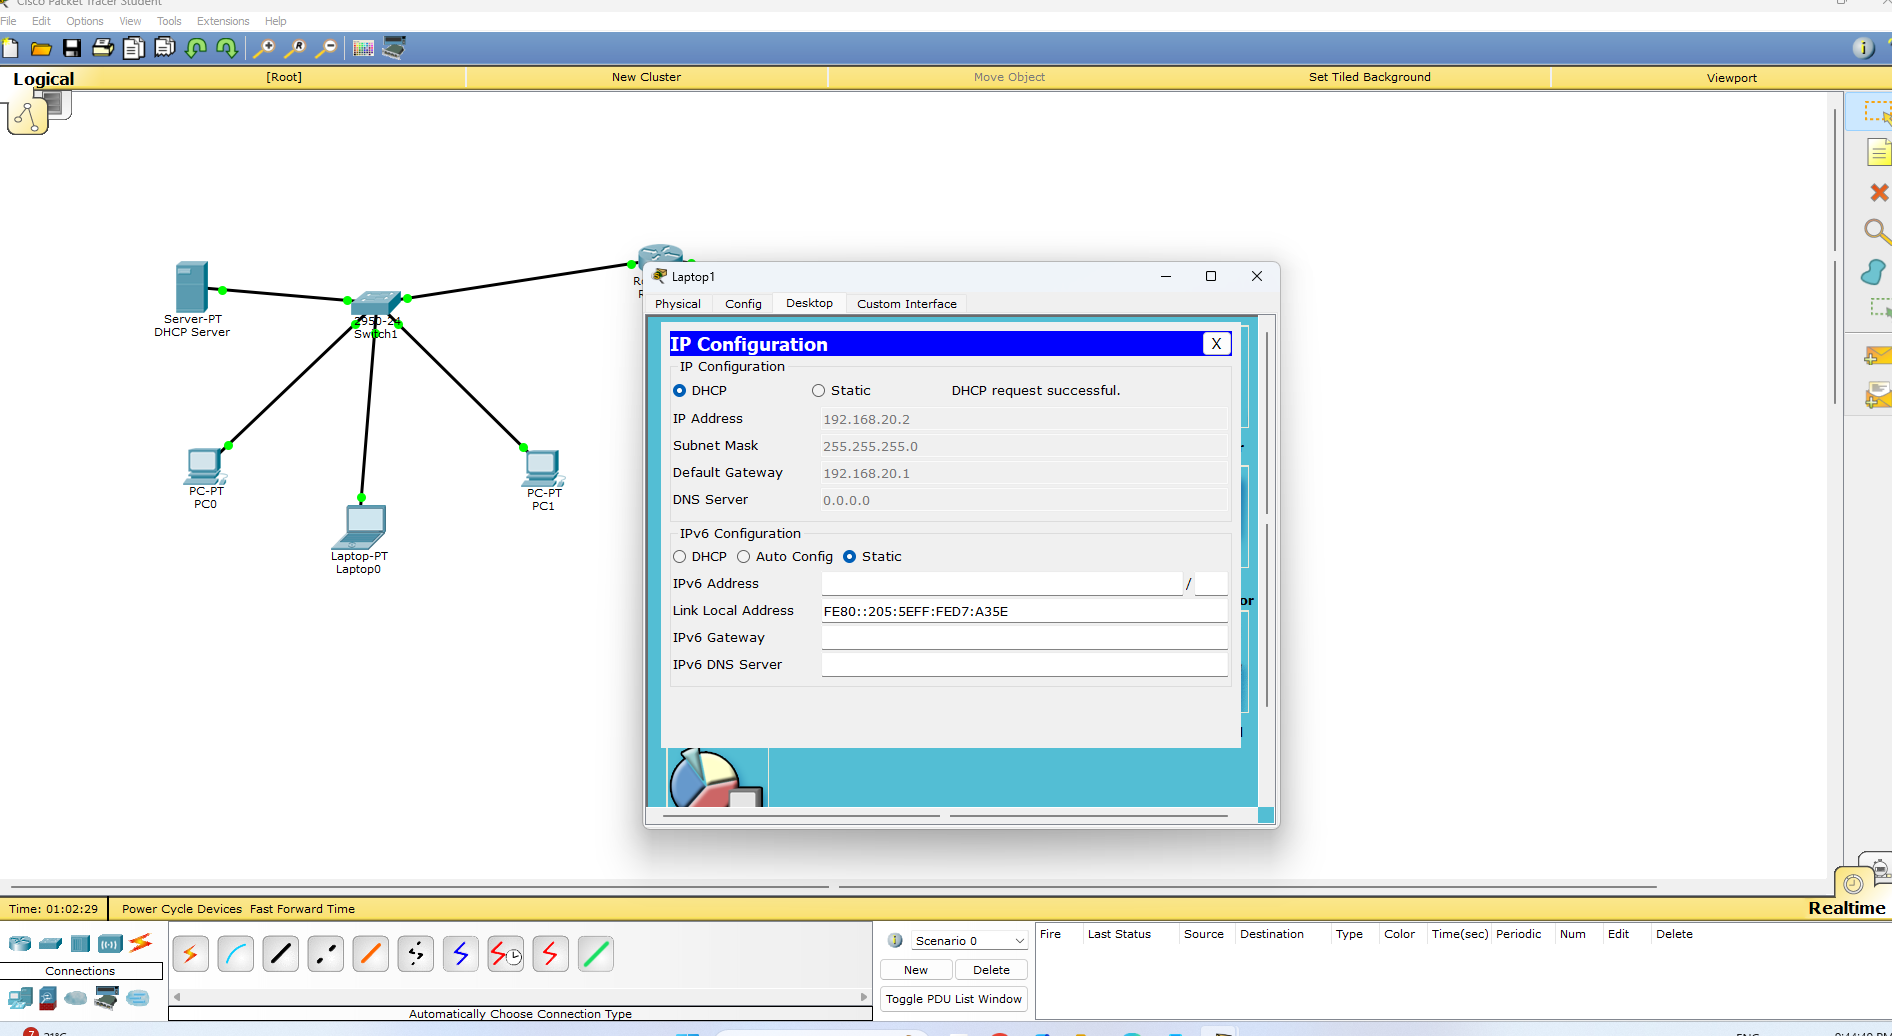 Cisco Packet Tracer Student
File Edit Options View Tools Extensions Help
Logical [Root] New Cluster Move Object Set Tiled Background Viewport
Server-PT
DHCP Server
2950-24
Switch1
PC-PT
PC0
Laptop-PT
Laptop0
PC-PT
PC1
Laptop1
Physical Config Desktop Custom Interface
IP Configuration X
IP Configuration
DHCP Static DHCP request successful.
IP Address 192.168.20.2
Subnet Mask 255.255.255.0
Default Gateway 192.168.20.1
DNS Server 0.0.0.0
IPv6 Configuration
DHCP Auto Config Static
IPv6 Address /
Link Local Address FE80::205:5EFF:FED7:A35E
IPv6 Gateway
IPv6 DNS Server
Time: 01:02:29 Power Cycle Devices Fast Forward Time Realtime
Connections
Automatically Choose Connection Type
Scenario 0
New Delete
Toggle PDU List Window
Fire Last Status Source Destination Type Color Time(sec) Periodic Num Edit Delete